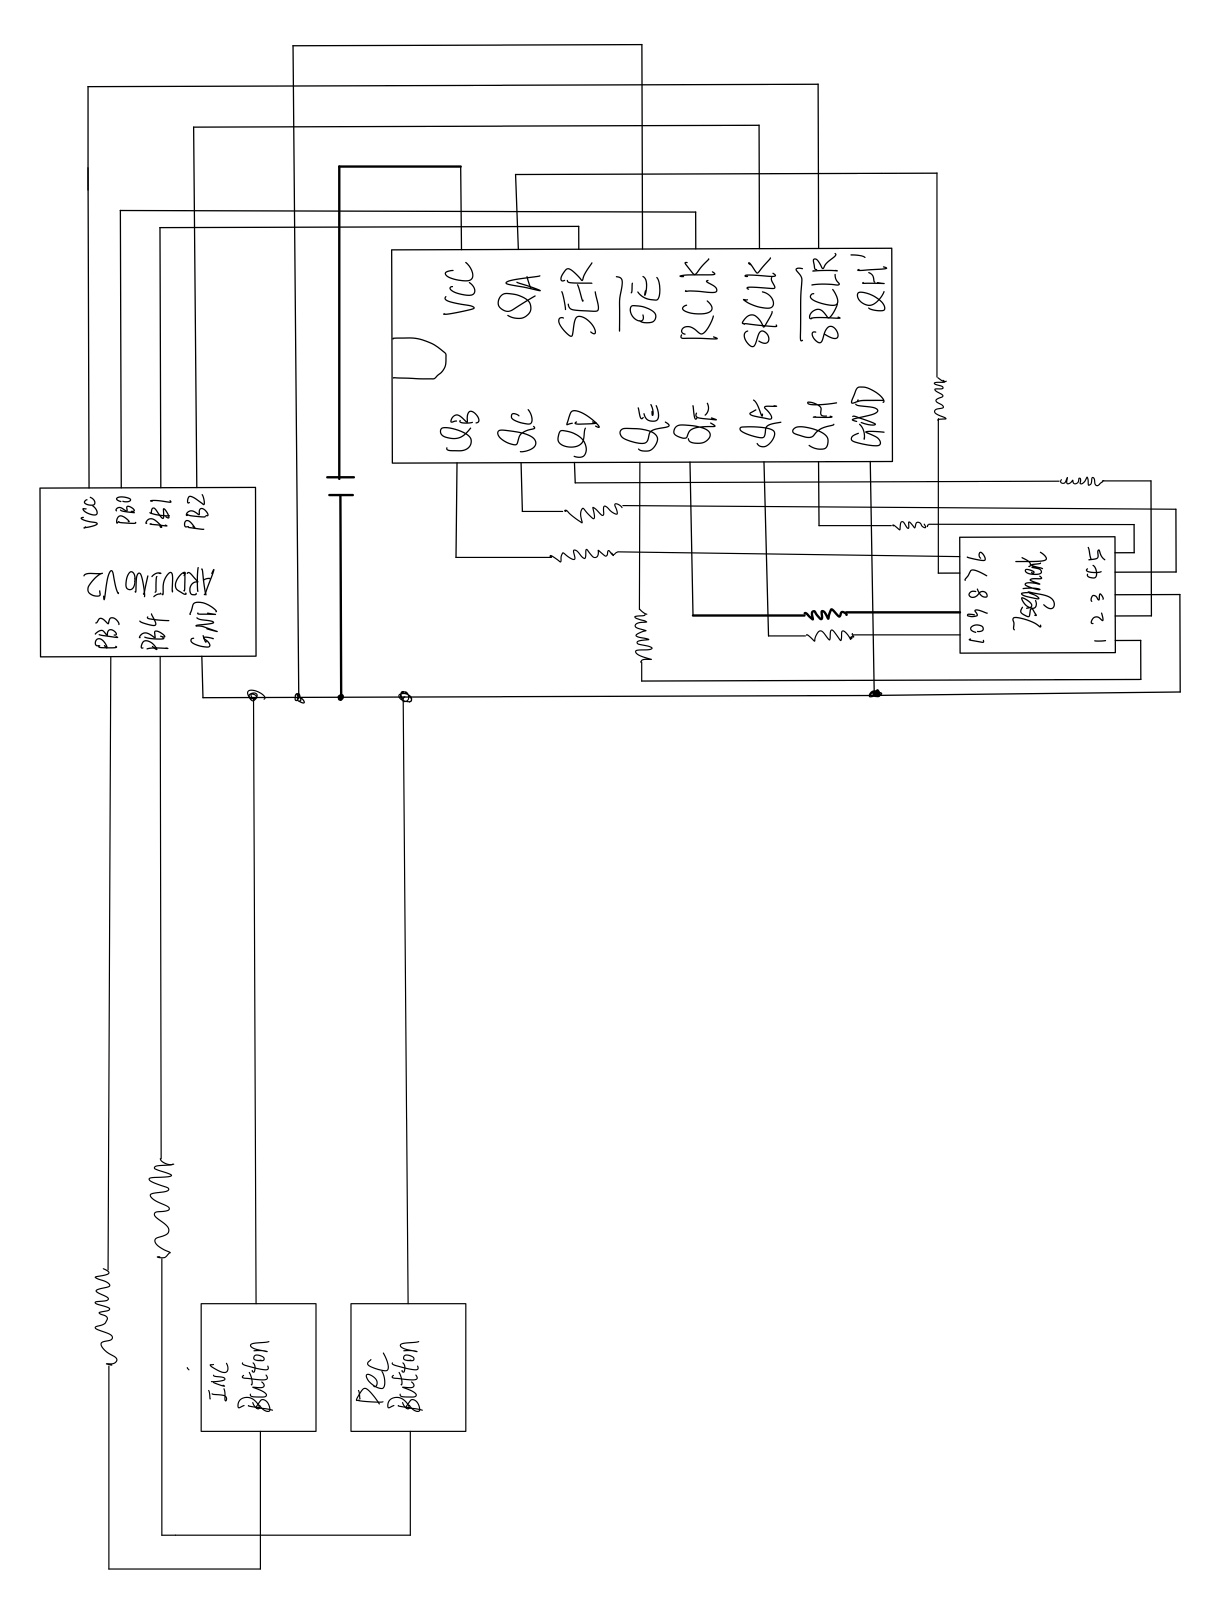 VCC QA SER OE RCLK SRCLK SRCLR QH'
QB QC QD QE QF QG QH GND
VCC PB0 PB1 PB2
ARDUINO V2
PB3 PB4 GND
10 9 8 7 6
7segment
1 2 3 4 5
INC
Button
DEC
Button